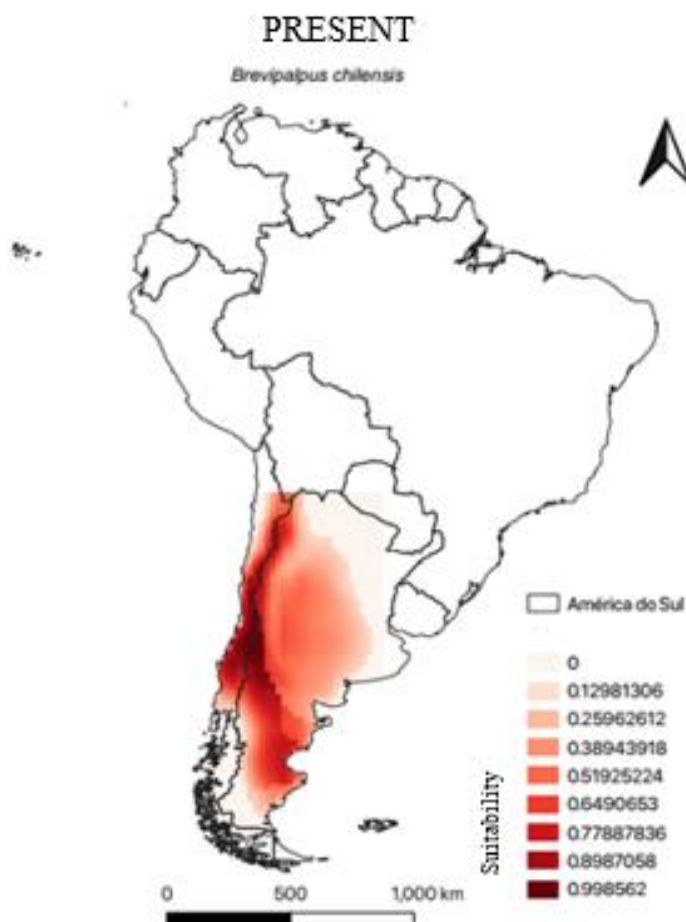 PRESENT
Brevipalpus chilensis
América do Sul
0
0.12981306
0.25962612
0.38943918
0.51925224
0.6490653
0.77887836
0.8987058
0.998562
Suitability
0 500 1,000 km